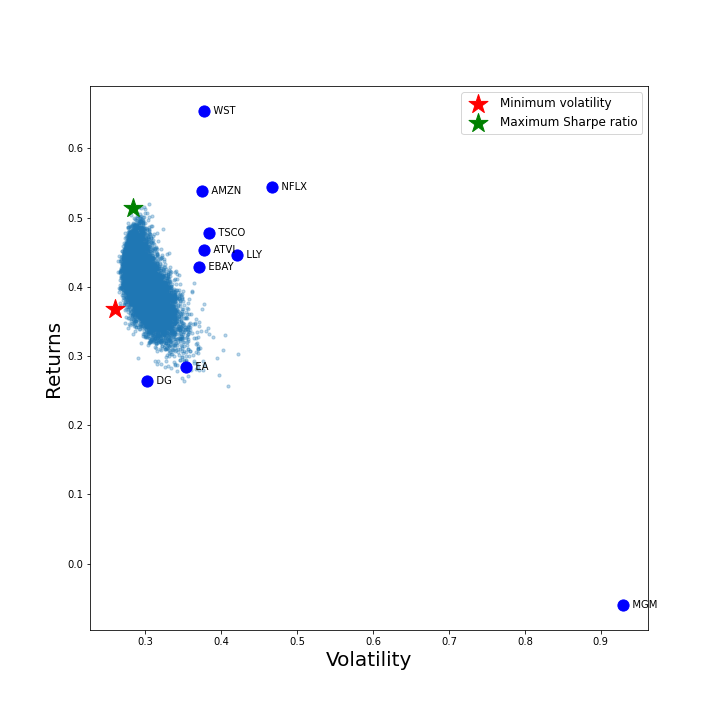 Minimum volatility
Maximum Sharpe ratio
WST
NFLX
AMZN
TSCO
ATVI
LLY
EBAY
EA
DG
MGM
0.6
0.5
0.4
0.3
0.2
0.1
0.0
Returns
0.3 0.4 0.5 0.6 0.7 0.8 0.9
Volatility